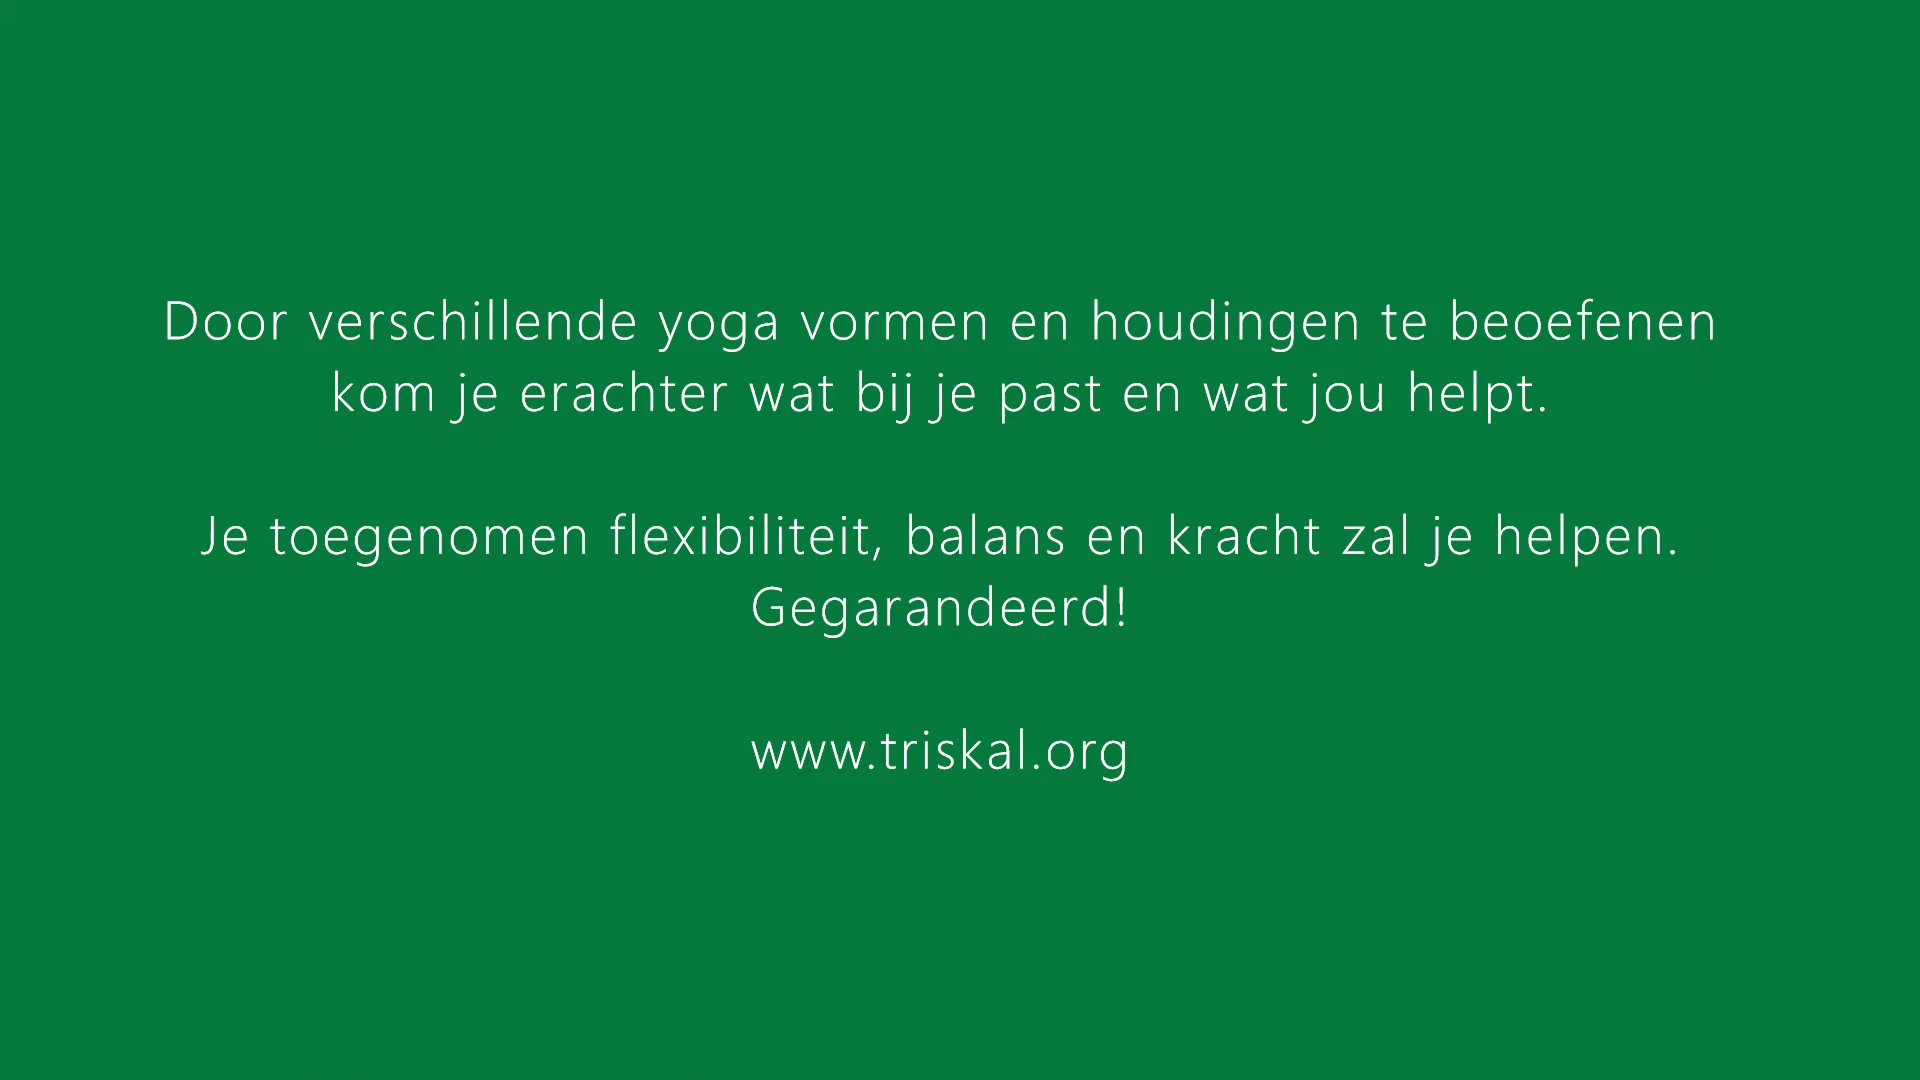 Door verschillende yoga vormen en houdingen te beoefenen
kom je erachter wat bij je past en wat jou helpt.
Je toegenomen flexibiliteit, balans en kracht zal je helpen.
Gegarandeerd!
www.triskal.org